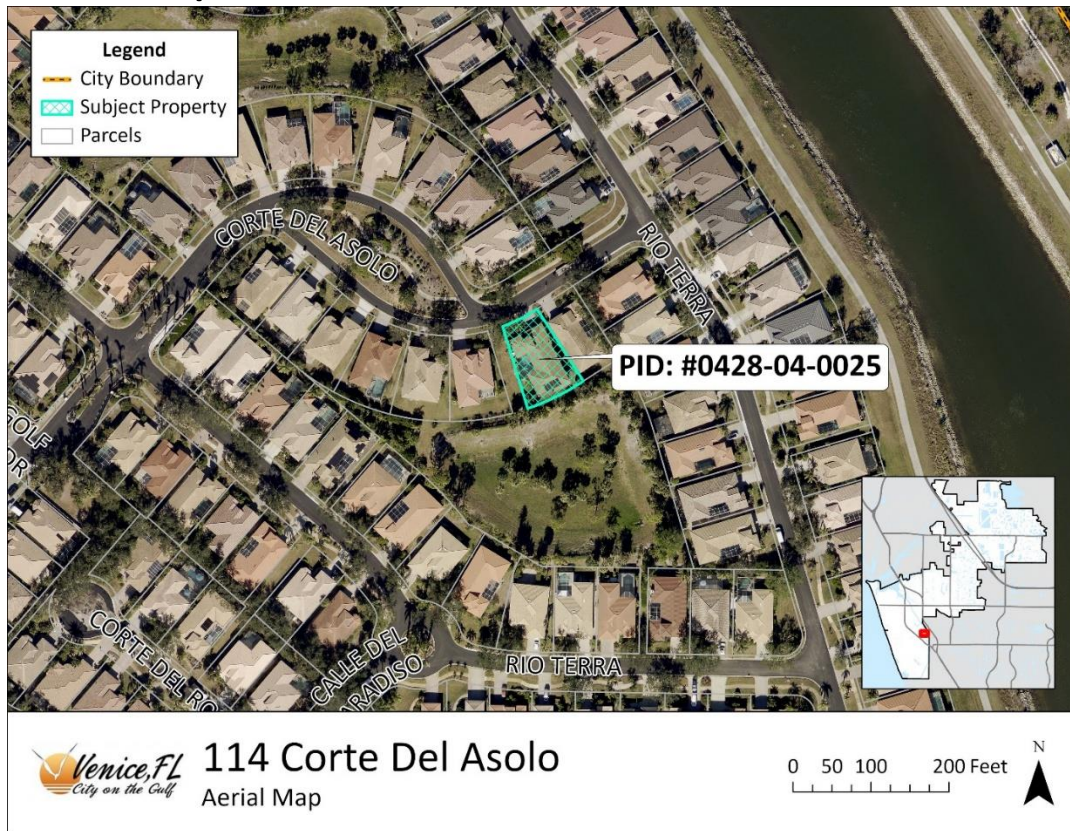 Legend
City Boundary
Subject Property
Parcels
CORTE DEL ASOLO
RIO TERRA
PID: #0428-04-0025
GOLF
DR
CORTE DEL RO
CALLE DEL
ARADISO
RIO TERRA
Venice, FL
City on the Gulf
114 Corte Del Asolo
Aerial Map
0 50 100 200 Feet
N